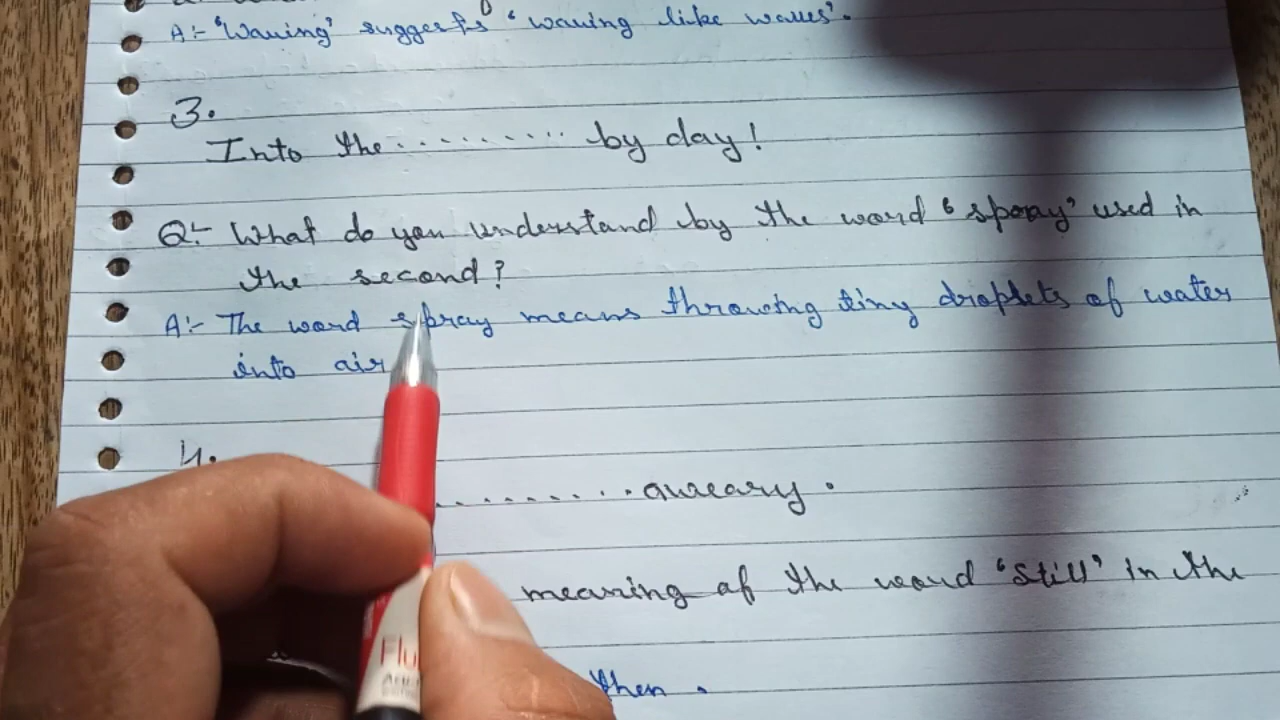 A:- 'Waving' suggests 'waving like waves'.
3.
Into the ......... by day!
Q:- What do you understand by the word 'spray' used in
the second?
A:- The word spray means throwing tiny droplets of water
into air
4.
........ aweary.
meaning of the word 'still' in the
then.
Flu